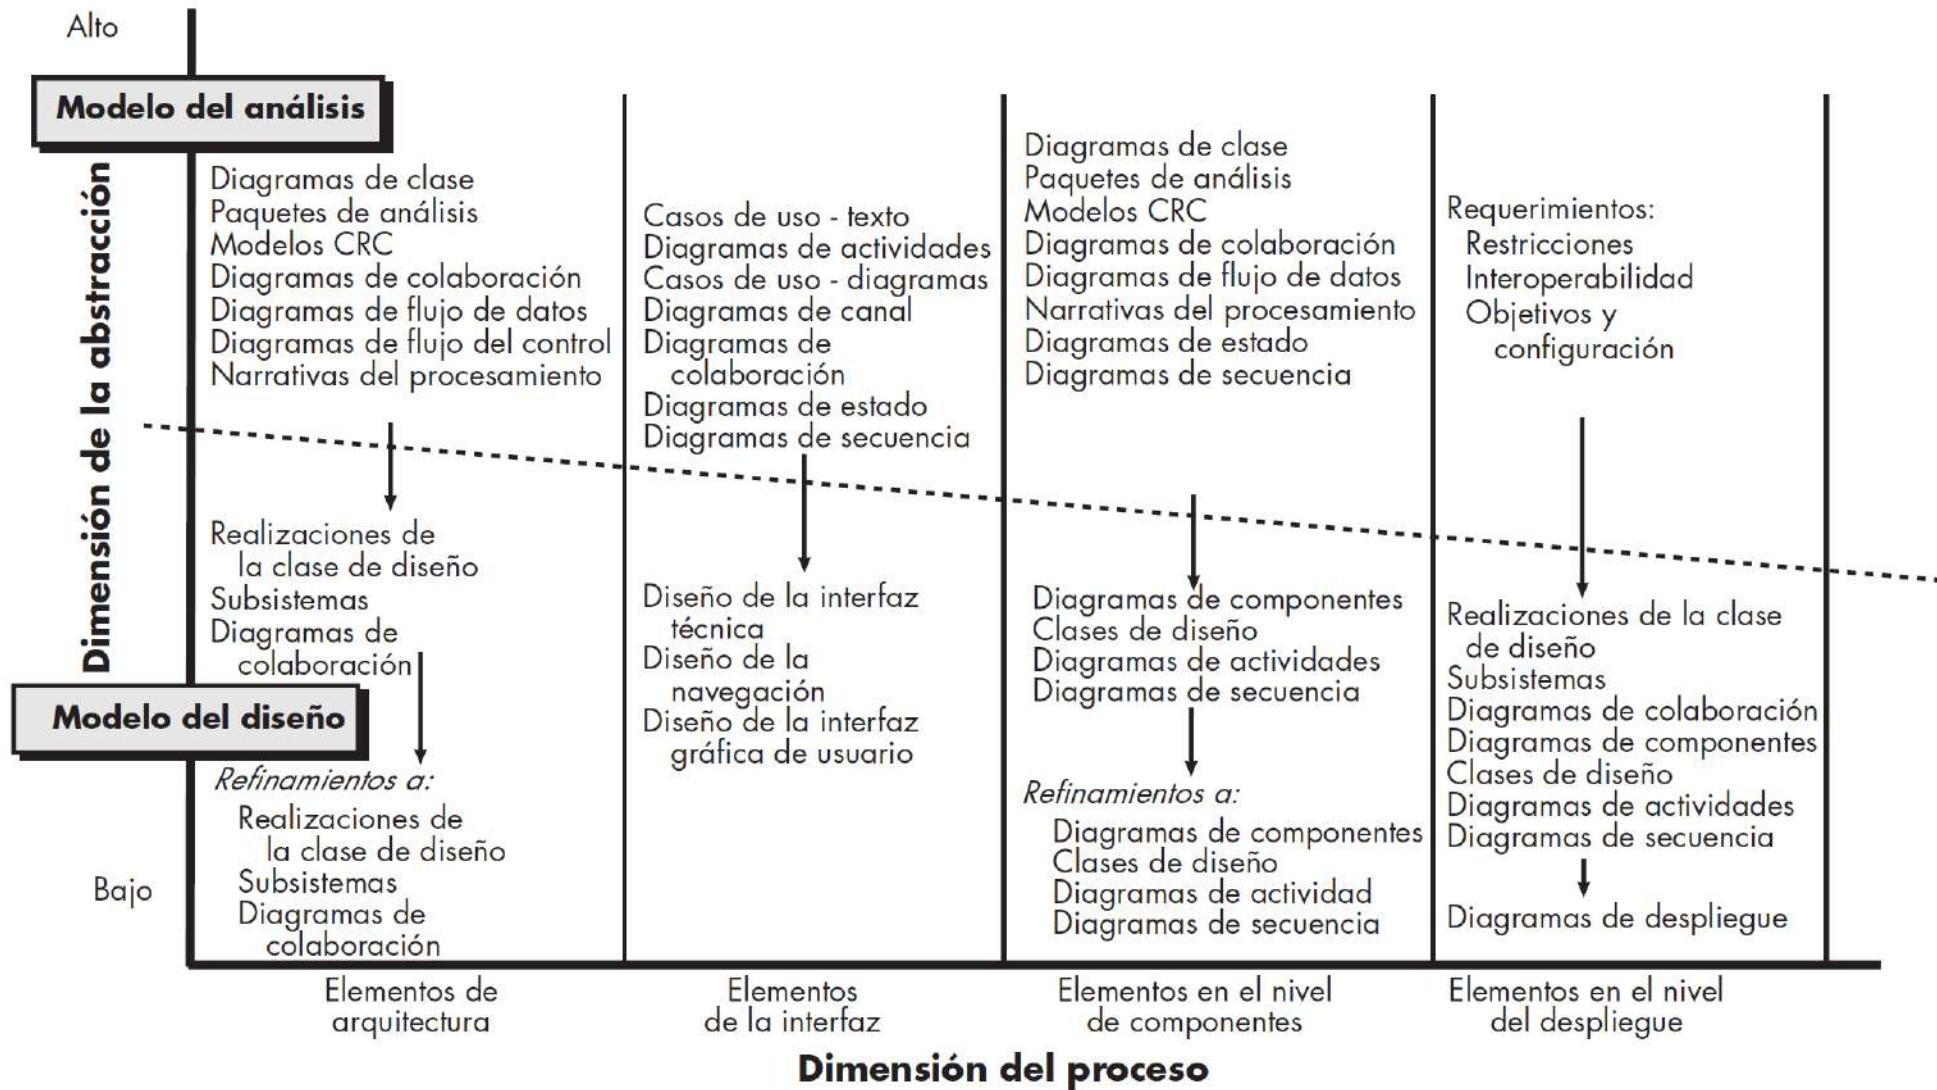 Alto
Modelo del análisis
Dimensión de la abstracción
Diagramas de clase
Paquetes de análisis
Modelos CRC
Diagramas de colaboración
Diagramas de flujo de datos
Diagramas de flujo del control
Narrativas del procesamiento
Realizaciones de
la clase de diseño
Subsistemas
Diagramas de
colaboración
Modelo del diseño
Refinamientos a:
Realizaciones de
la clase de diseño
Subsistemas
Diagramas de
colaboración
Bajo
Elementos de
arquitectura
Casos de uso - texto
Diagramas de actividades
Casos de uso - diagramas
Diagramas de canal
Diagramas de
colaboración
Diagramas de estado
Diagramas de secuencia
Diseño de la interfaz
técnica
Diseño de la
navegación
Diseño de la interfaz
gráfica de usuario
Elementos
de la interfaz
Diagramas de clase
Paquetes de análisis
Modelos CRC
Diagramas de colaboración
Diagramas de flujo de datos
Narrativas del procesamiento
Diagramas de estado
Diagramas de secuencia
Diagramas de componentes
Clases de diseño
Diagramas de actividades
Diagramas de secuencia
Refinamientos a:
Diagramas de componentes
Clases de diseño
Diagramas de actividad
Diagramas de secuencia
Elementos en el nivel
de componentes
Requerimientos:
Restricciones
Interoperabilidad
Objetivos y
configuración
Realizaciones de la clase
de diseño
Subsistemas
Diagramas de colaboración
Diagramas de componentes
Clases de diseño
Diagramas de actividades
Diagramas de secuencia
Diagramas de despliegue
Elementos en el nivel
del despliegue
Dimensión del proceso